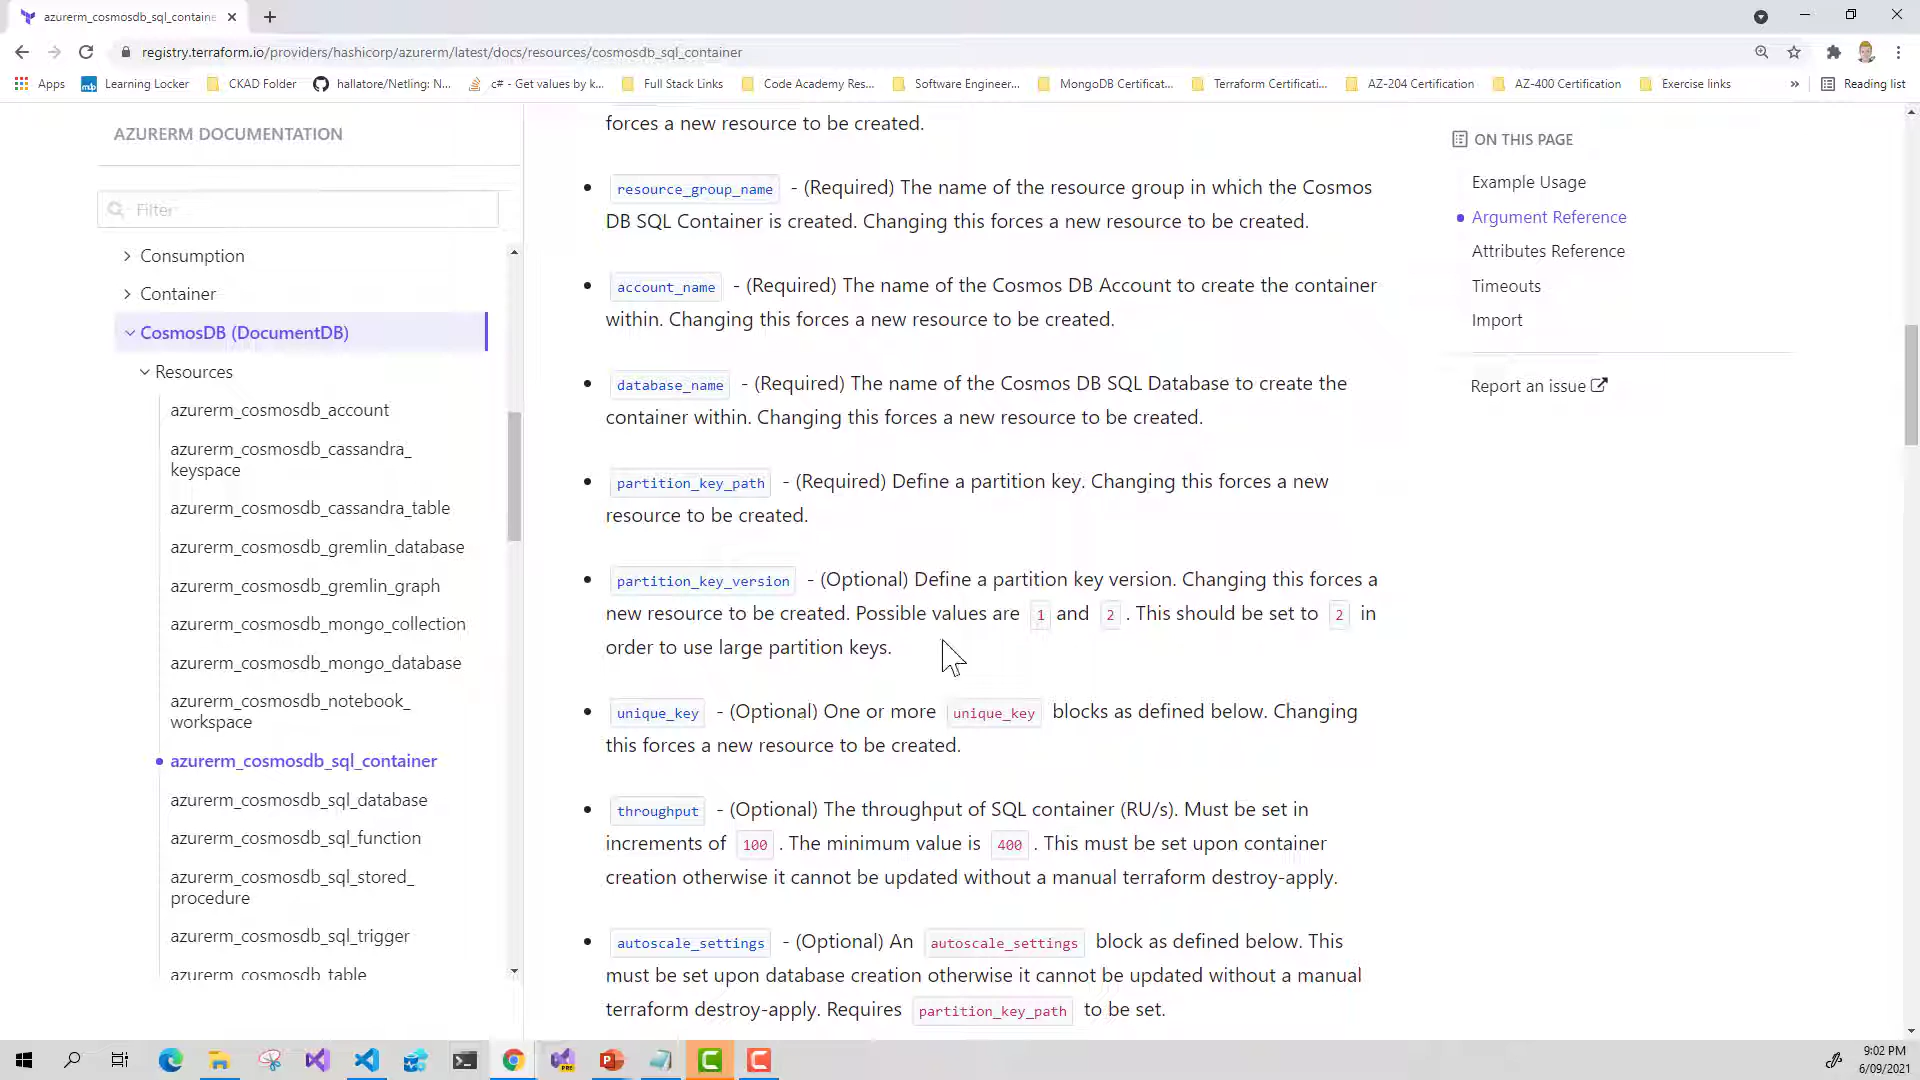 azurerm_cosmosdb_sql_containe
registry.terraform.io/providers/hashicorp/azurerm/latest/docs/resources/cosmosdb_sql_container
Apps
Learning Locker
CKAD Folder
hallatore/Netling: N...
c# - Get values by k...
Full Stack Links
Code Academy Res...
Software Engineer...
MongoDB Certificat...
Terraform Certificati...
AZ-204 Certification
AZ-400 Certification
Exercise links
»
Reading list
AZURERM DOCUMENTATION
Filter
Consumption
Container
CosmosDB (DocumentDB)
Resources
azurerm_cosmosdb_account
azurerm_cosmosdb_cassandra_
keyspace
azurerm_cosmosdb_cassandra_table
azurerm_cosmosdb_gremlin_database
azurerm_cosmosdb_gremlin_graph
azurerm_cosmosdb_mongo_collection
azurerm_cosmosdb_mongo_database
azurerm_cosmosdb_notebook_
workspace
azurerm_cosmosdb_sql_container
azurerm_cosmosdb_sql_database
azurerm_cosmosdb_sql_function
azurerm_cosmosdb_sql_stored_
procedure
azurerm_cosmosdb_sql_trigger
azurerm_cosmosdb_table
forces a new resource to be created.
resource_group_name - (Required) The name of the resource group in which the Cosmos
DB SQL Container is created. Changing this forces a new resource to be created.
account_name - (Required) The name of the Cosmos DB Account to create the container
within. Changing this forces a new resource to be created.
database_name - (Required) The name of the Cosmos DB SQL Database to create the
container within. Changing this forces a new resource to be created.
partition_key_path - (Required) Define a partition key. Changing this forces a new
resource to be created.
partition_key_version - (Optional) Define a partition key version. Changing this forces a
new resource to be created. Possible values are 1 and 2 . This should be set to 2 in
order to use large partition keys.
unique_key - (Optional) One or more unique_key blocks as defined below. Changing
this forces a new resource to be created.
throughput - (Optional) The throughput of SQL container (RU/s). Must be set in
increments of 100 . The minimum value is 400 . This must be set upon container
creation otherwise it cannot be updated without a manual terraform destroy-apply.
autoscale_settings - (Optional) An autoscale_settings block as defined below. This
must be set upon database creation otherwise it cannot be updated without a manual
terraform destroy-apply. Requires partition_key_path to be set.
ON THIS PAGE
Example Usage
Argument Reference
Attributes Reference
Timeouts
Import
Report an issue
9:02 PM
6/09/2021